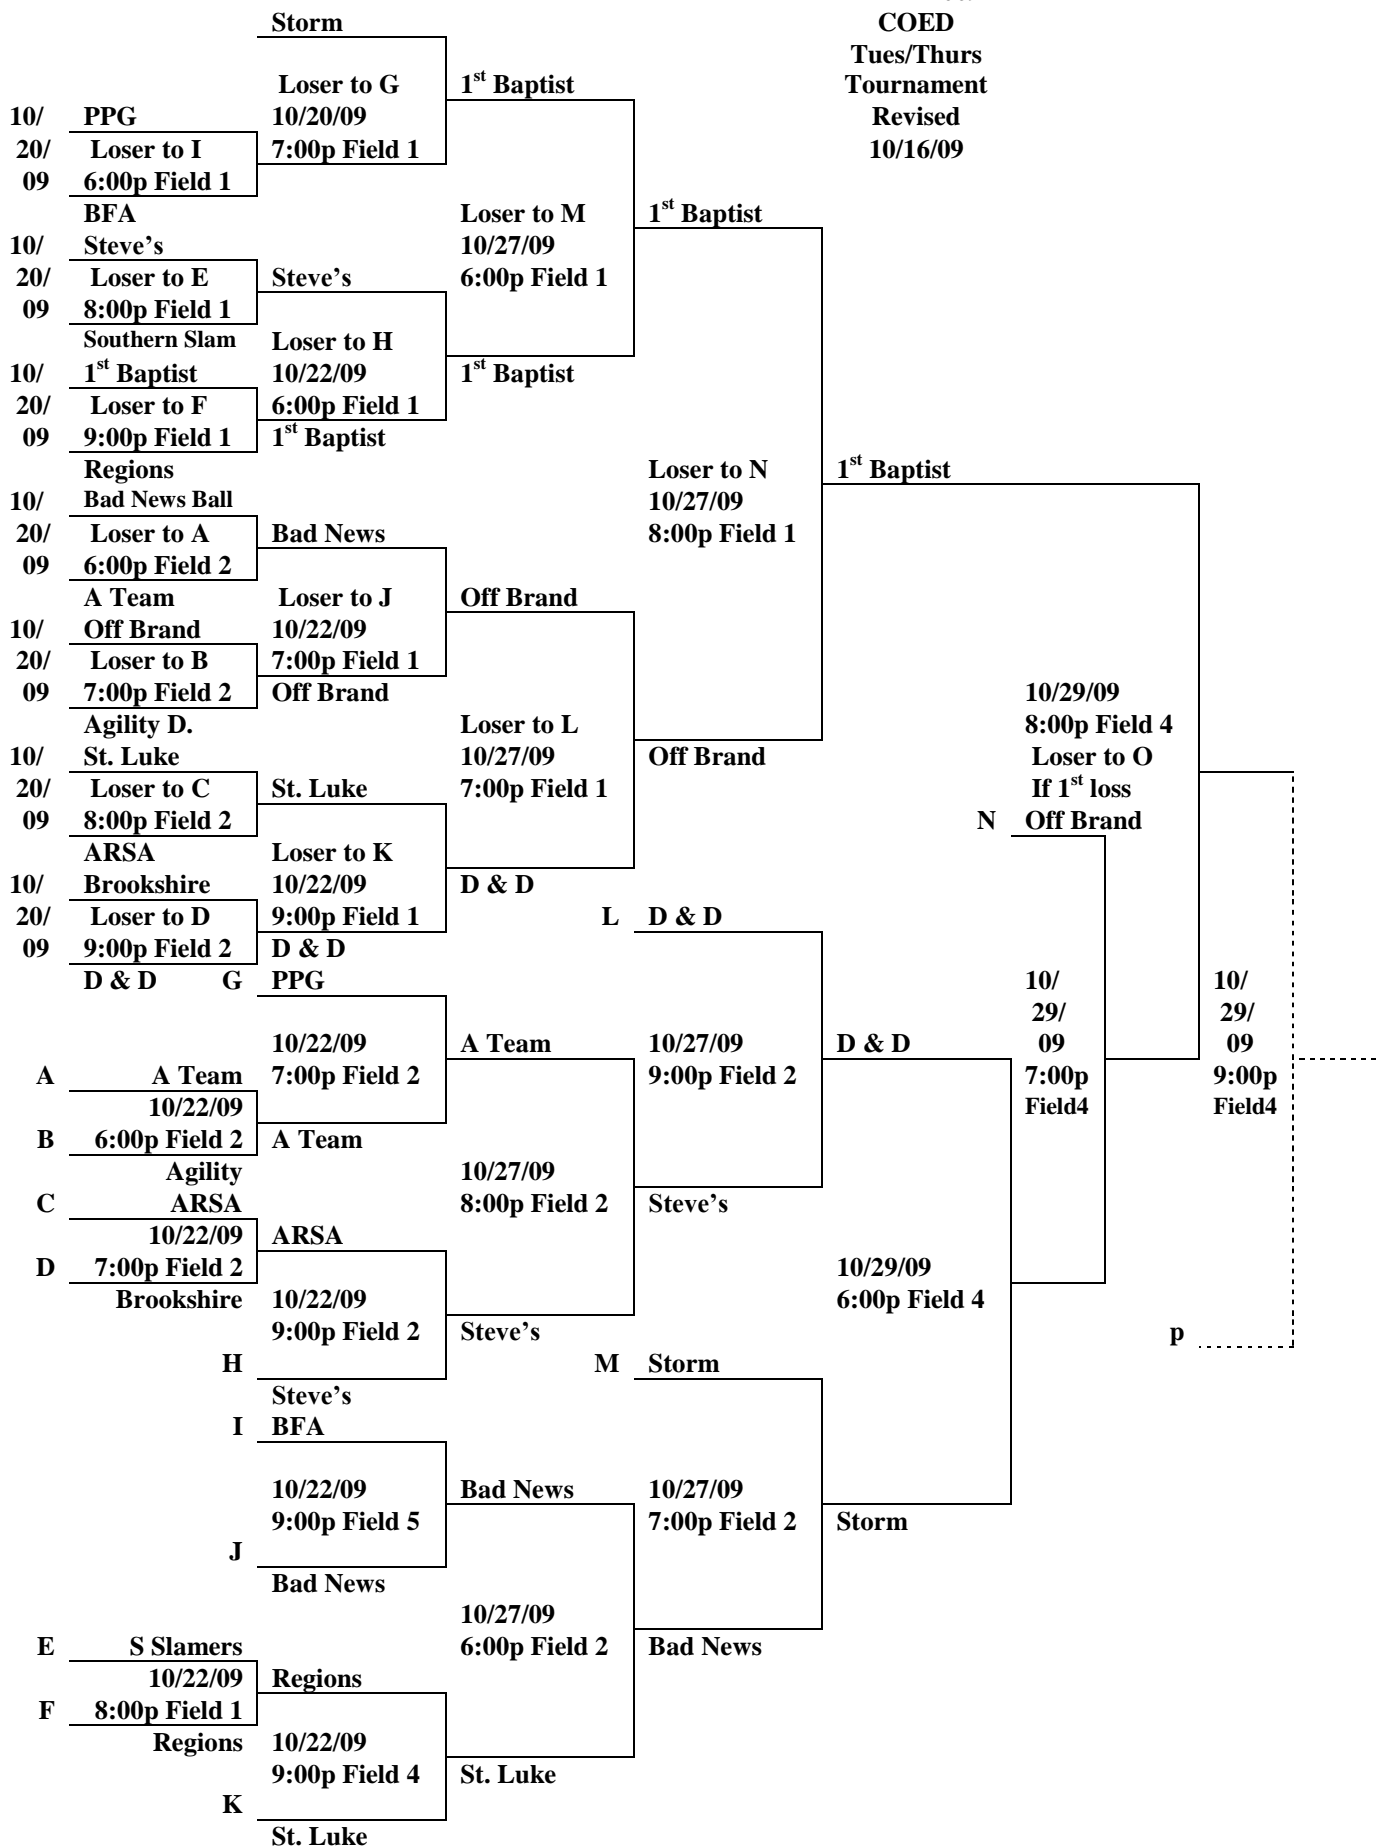 Storm
COED
Tues/Thurs
Tournament
Revised
10/16/09
Loser to G
10/20/09
7:00p Field 1
1st Baptist
10/ PPG
20/ Loser to I
09 6:00p Field 1
BFA
Loser to M
10/27/09
6:00p Field 1
1st Baptist
10/ Steve's
20/ Loser to E
09 8:00p Field 1
Southern Slam
Steve's
Loser to H
10/22/09
6:00p Field 1
1st Baptist
1st Baptist
10/ 1st Baptist
20/ Loser to F
09 9:00p Field 1
Regions
Loser to N
10/27/09
8:00p Field 1
1st Baptist
10/ Bad News Ball
20/ Loser to A
09 6:00p Field 2
A Team
Bad News
Loser to J
10/22/09
7:00p Field 1
Off Brand
Off Brand
10/ Off Brand
20/ Loser to B
09 7:00p Field 2
Agility D.
Loser to L
10/27/09
7:00p Field 1
Off Brand
10/29/09
8:00p Field 4
Loser to O
If 1st loss
N Off Brand
10/ St. Luke
20/ Loser to C
09 8:00p Field 2
ARSA
St. Luke
Loser to K
10/22/09
9:00p Field 1
D & D
D & D
10/ Brookshire
20/ Loser to D
09 9:00p Field 2
D & D
L D & D
G PPG
10/22/09
7:00p Field 2
A Team
10/27/09
9:00p Field 2
D & D
10/
29/
09
7:00p
Field4
10/
29/
09
9:00p
Field4
A A Team
10/22/09
B 6:00p Field 2
Agility
A Team
10/27/09
8:00p Field 2
Steve's
C ARSA
10/22/09
D 7:00p Field 2
Brookshire
ARSA
10/22/09
9:00p Field 2
Steve's
10/29/09
6:00p Field 4
p
H
Steve's
M Storm
I BFA
10/22/09
9:00p Field 5
Bad News
10/27/09
7:00p Field 2
Storm
J
Bad News
10/27/09
6:00p Field 2
Bad News
E S Slamers
10/22/09
F 8:00p Field 1
Regions
Regions
10/22/09
9:00p Field 4
St. Luke
K
St. Luke